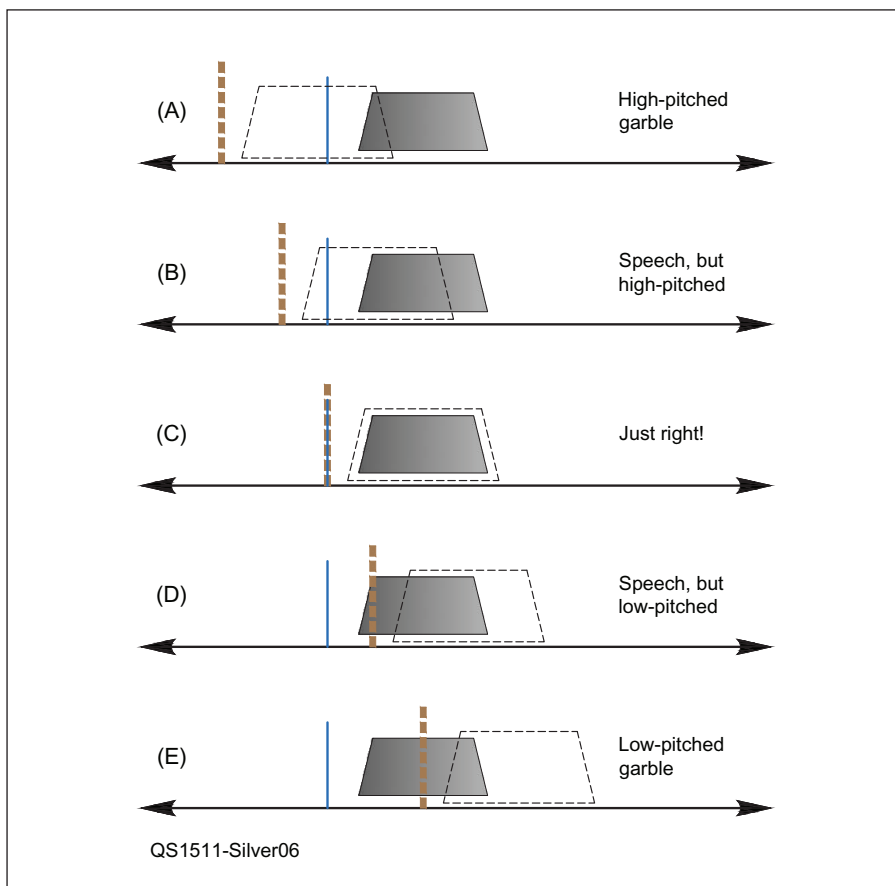 (A)
High-pitched
garble
(B)
Speech, but
high-pitched
(C)
Just right!
(D)
Speech, but
low-pitched
(E)
Low-pitched
garble
QS1511-Silver06